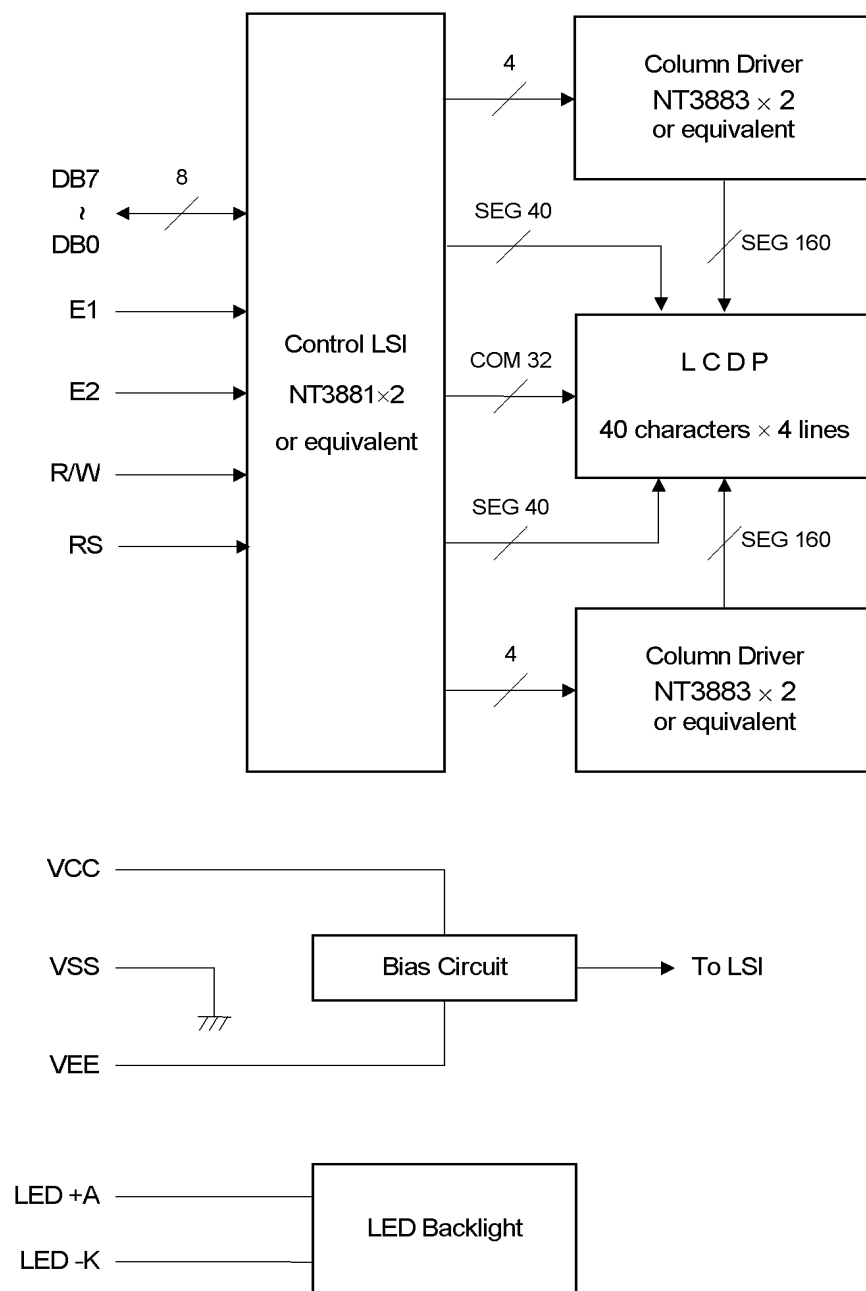 4
Column Driver
NT3883 × 2
or equivalent
DB7
~
DB0
8
SEG 40
SEG 160
E1
E2
R/W
RS
Control LSI
NT3881×2
or equivalent
COM 32
L C D P
40 characters × 4 lines
SEG 40
SEG 160
4
Column Driver
NT3883 × 2
or equivalent
VCC
VSS
VEE
Bias Circuit
To LSI
LED +A
LED -K
LED Backlight